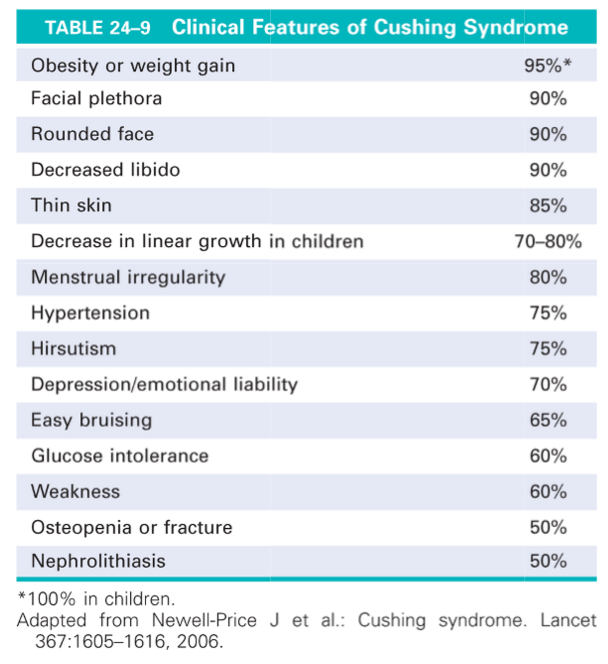 TABLE 24–9 Clinical Features of Cushing Syndrome
Obesity or weight gain 95%*
Facial plethora 90%
Rounded face 90%
Decreased libido 90%
Thin skin 85%
Decrease in linear growth in children 70–80%
Menstrual irregularity 80%
Hypertension 75%
Hirsutism 75%
Depression/emotional liability 70%
Easy bruising 65%
Glucose intolerance 60%
Weakness 60%
Osteopenia or fracture 50%
Nephrolithiasis 50%
*100% in children.
Adapted from Newell-Price J et al.: Cushing syndrome. Lancet
367:1605–1616, 2006.